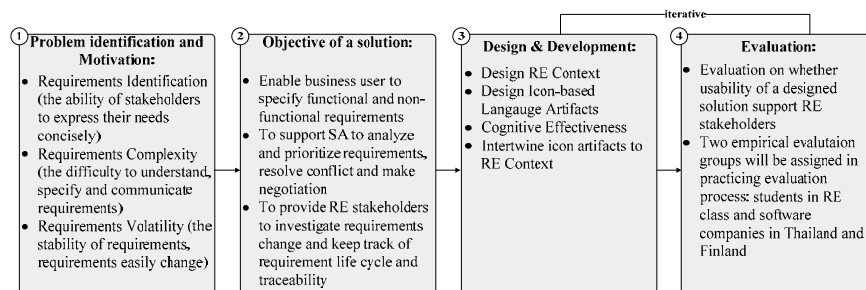 iterative
1
Problem identification and
Motivation:
Requirements Identification
(the ability of stakeholders
to express their needs
concisely)
Requirements Complexity
(the difficulty to understand,
specify and communicate
requirements)
Requirements Volatility (the
stability of requirements,
requirements easily change)
2
Objective of a solution:
Enable business user to
specify functional and non-
functional requirements
To support SA to analyze
and prioritize requirements,
resolve conflict and make
negotiation
To provide RE stakeholders
to investigate requirements
change and keep track of
requirement life cycle and
traceability
3
Design & Development:
Design RE Context
Design Icon-based
Langauge Artifacts
Cognitive Effectiveness
Intertwine icon artifacts to
RE Context
4
Evaluation:
Evaluation on whether
usability of a designed
solution support RE
stakeholders
Two empirical evalutaion
groups will be assigned in
practicing evaluation
process: students in RE
class and software
companies in Thailand and
Finland